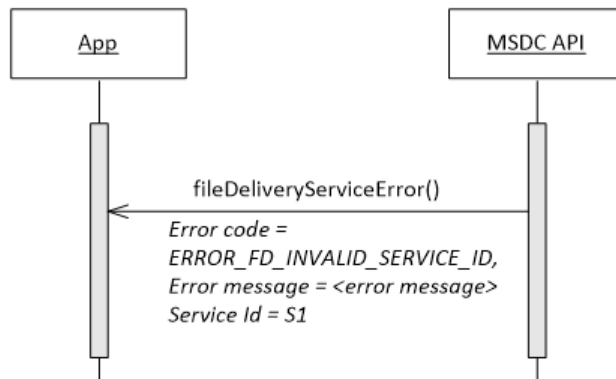 App
MSDC API
fileDeliveryServiceError()
Error code =
ERROR_FD_INVALID_SERVICE_ID,
Error message = <error message>
Service Id = S1